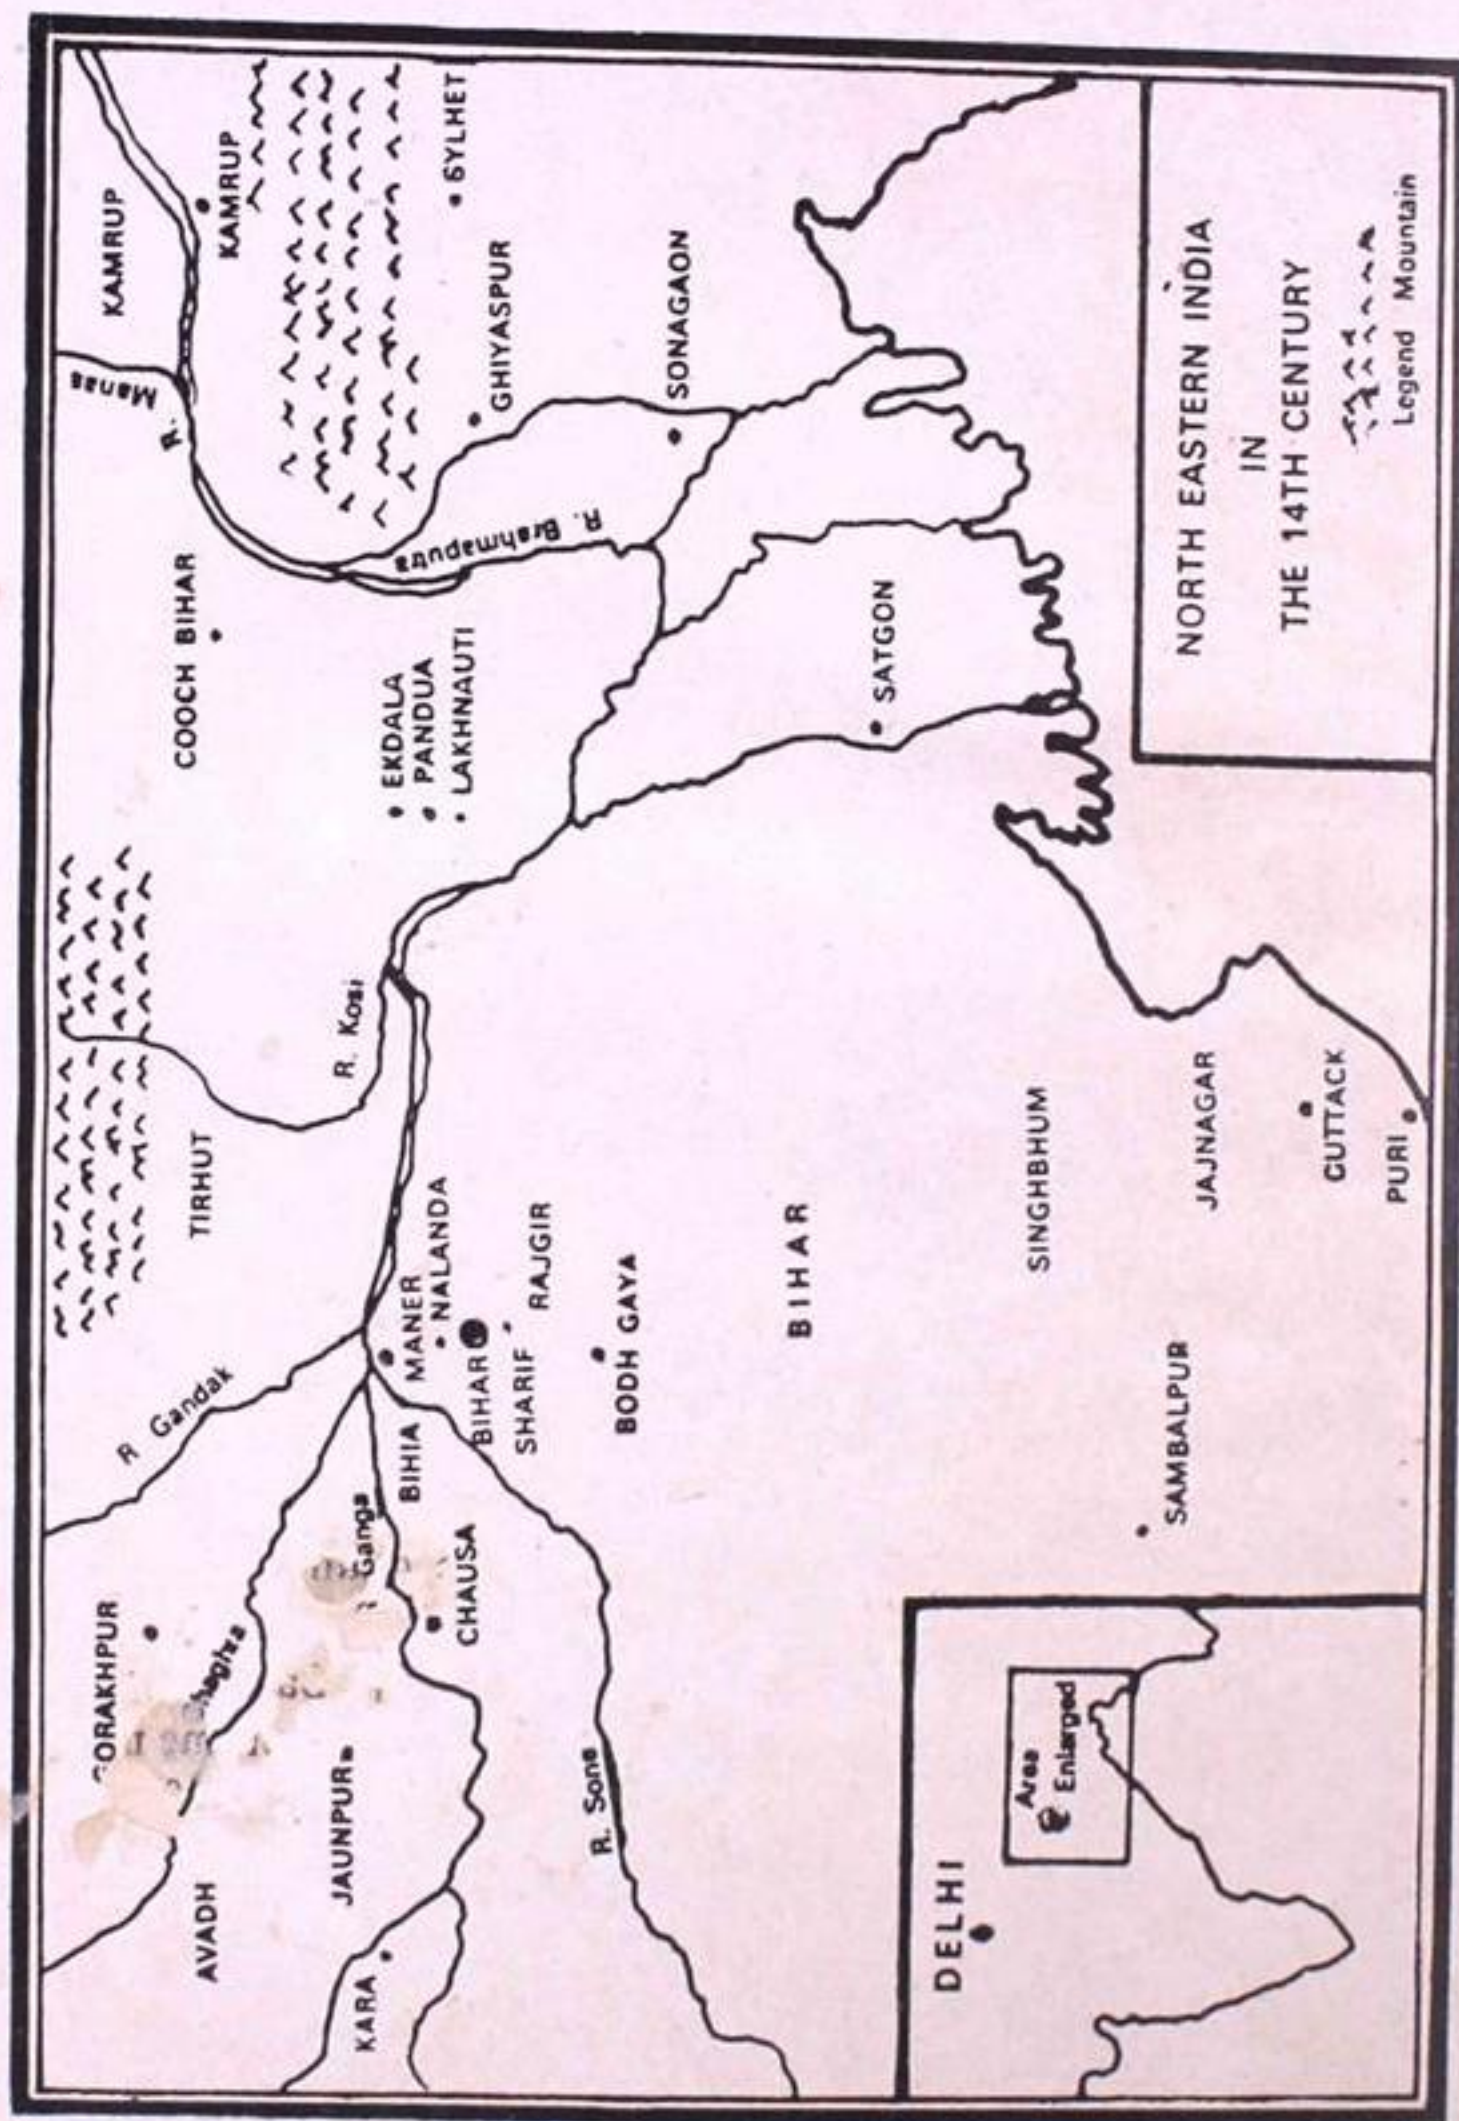 KAMRUP
KAMRUP
R. Manas
SYLHET
GHIYASPUR
SONAGAON
R. Brahmaputra
COOCH BIHAR
EKDALA
PANDUA
LAKHNAUTI
SATGON
R. Kosi
TIRHUT
R Gandak
MANER
NALANDA
BIHAR
SHARIF
RAJGIR
BODH GAYA
BIHIA
Ganga
CHAUSA
JAUNPUR
AVADH
KARA
R. Sona
BIHAR
SINGHBHUM
JAJNAGAR
CUTTACK
PURI
SAMBALPUR
DELHI
Area
Enlarged
NORTH EASTERN INDIA
IN
THE 14TH CENTURY
Legend Mountain